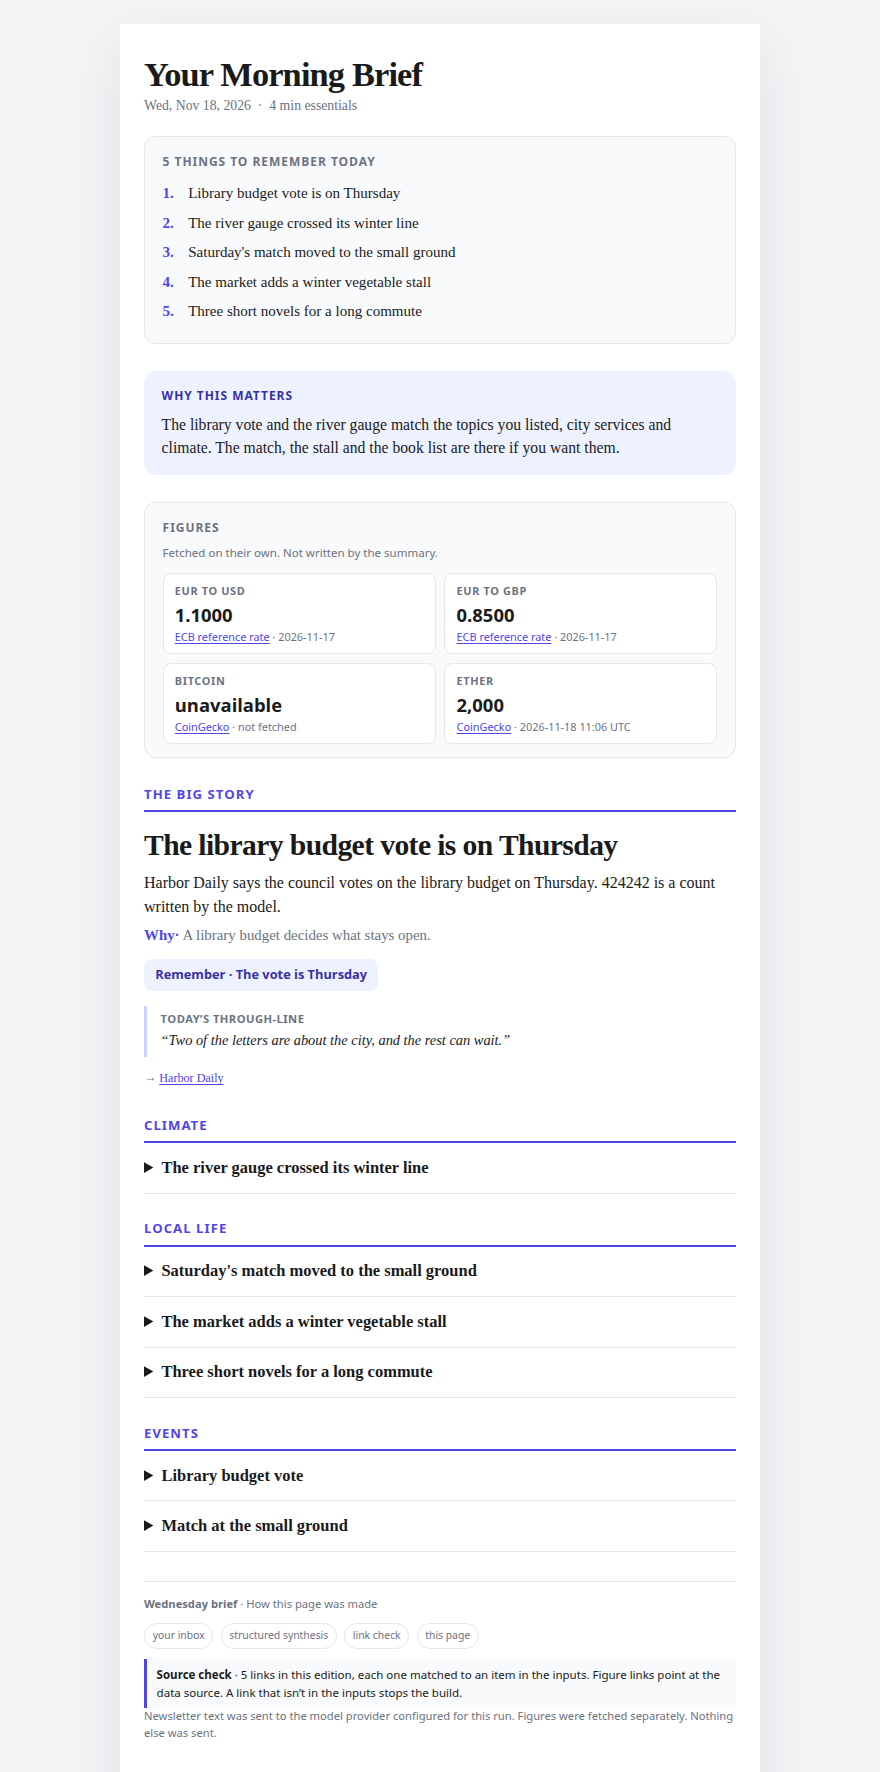 Your Morning Brief
Wed, Nov 18, 2026 · 4 min essentials
5 THINGS TO REMEMBER TODAY
1. Library budget vote is on Thursday
2. The river gauge crossed its winter line
3. Saturday's match moved to the small ground
4. The market adds a winter vegetable stall
5. Three short novels for a long commute
WHY THIS MATTERS
The library vote and the river gauge match the topics you listed, city services and
climate. The match, the stall and the book list are there if you want them.
FIGURES
Fetched on their own. Not written by the summary.
EUR TO USD
1.1000
ECB reference rate · 2026-11-17
EUR TO GBP
0.8500
ECB reference rate · 2026-11-17
BITCOIN
unavailable
CoinGecko · not fetched
ETHER
2,000
CoinGecko · 2026-11-18 11:06 UTC
THE BIG STORY
The library budget vote is on Thursday
Harbor Daily says the council votes on the library budget on Thursday. 424242 is a count
written by the model.
Why· A library budget decides what stays open.
Remember · The vote is Thursday
TODAY’S THROUGH-LINE
“Two of the letters are about the city, and the rest can wait.”
→ Harbor Daily
CLIMATE
▶ The river gauge crossed its winter line
LOCAL LIFE
▶ Saturday's match moved to the small ground
▶ The market adds a winter vegetable stall
▶ Three short novels for a long commute
EVENTS
▶ Library budget vote
▶ Match at the small ground
Wednesday brief · How this page was made
your inbox structured synthesis link check this page
Source check · 5 links in this edition, each one matched to an item in the inputs. Figure links point at the
data source. A link that isn’t in the inputs stops the build.
Newsletter text was sent to the model provider configured for this run. Figures were fetched separately. Nothing
else was sent.